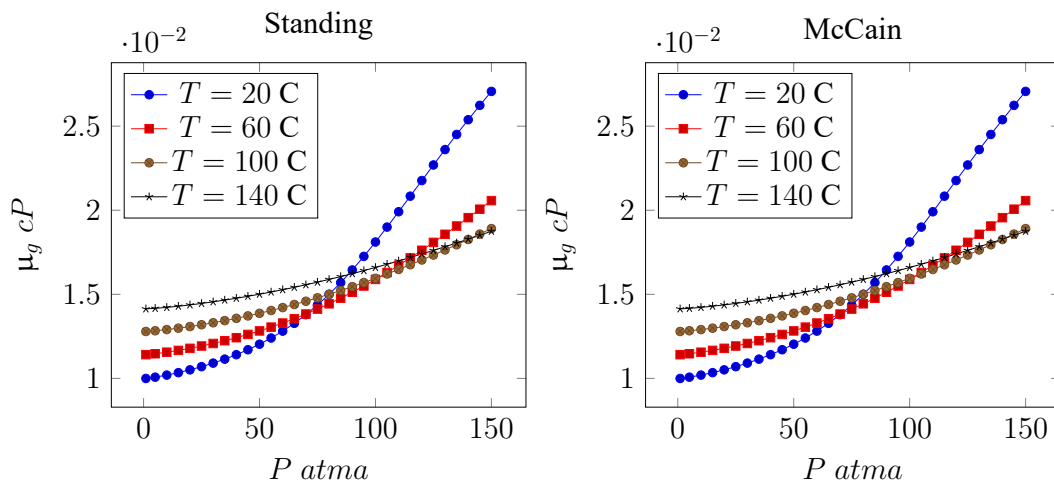 Standing
·10⁻²
T = 20 C
T = 60 C
T = 100 C
T = 140 C
2.5
2
1.5
1
μg cP
0
50
100
150
P atma
McCain
·10⁻²
T = 20 C
T = 60 C
T = 100 C
T = 140 C
2.5
2
1.5
1
μg cP
0
50
100
150
P atma